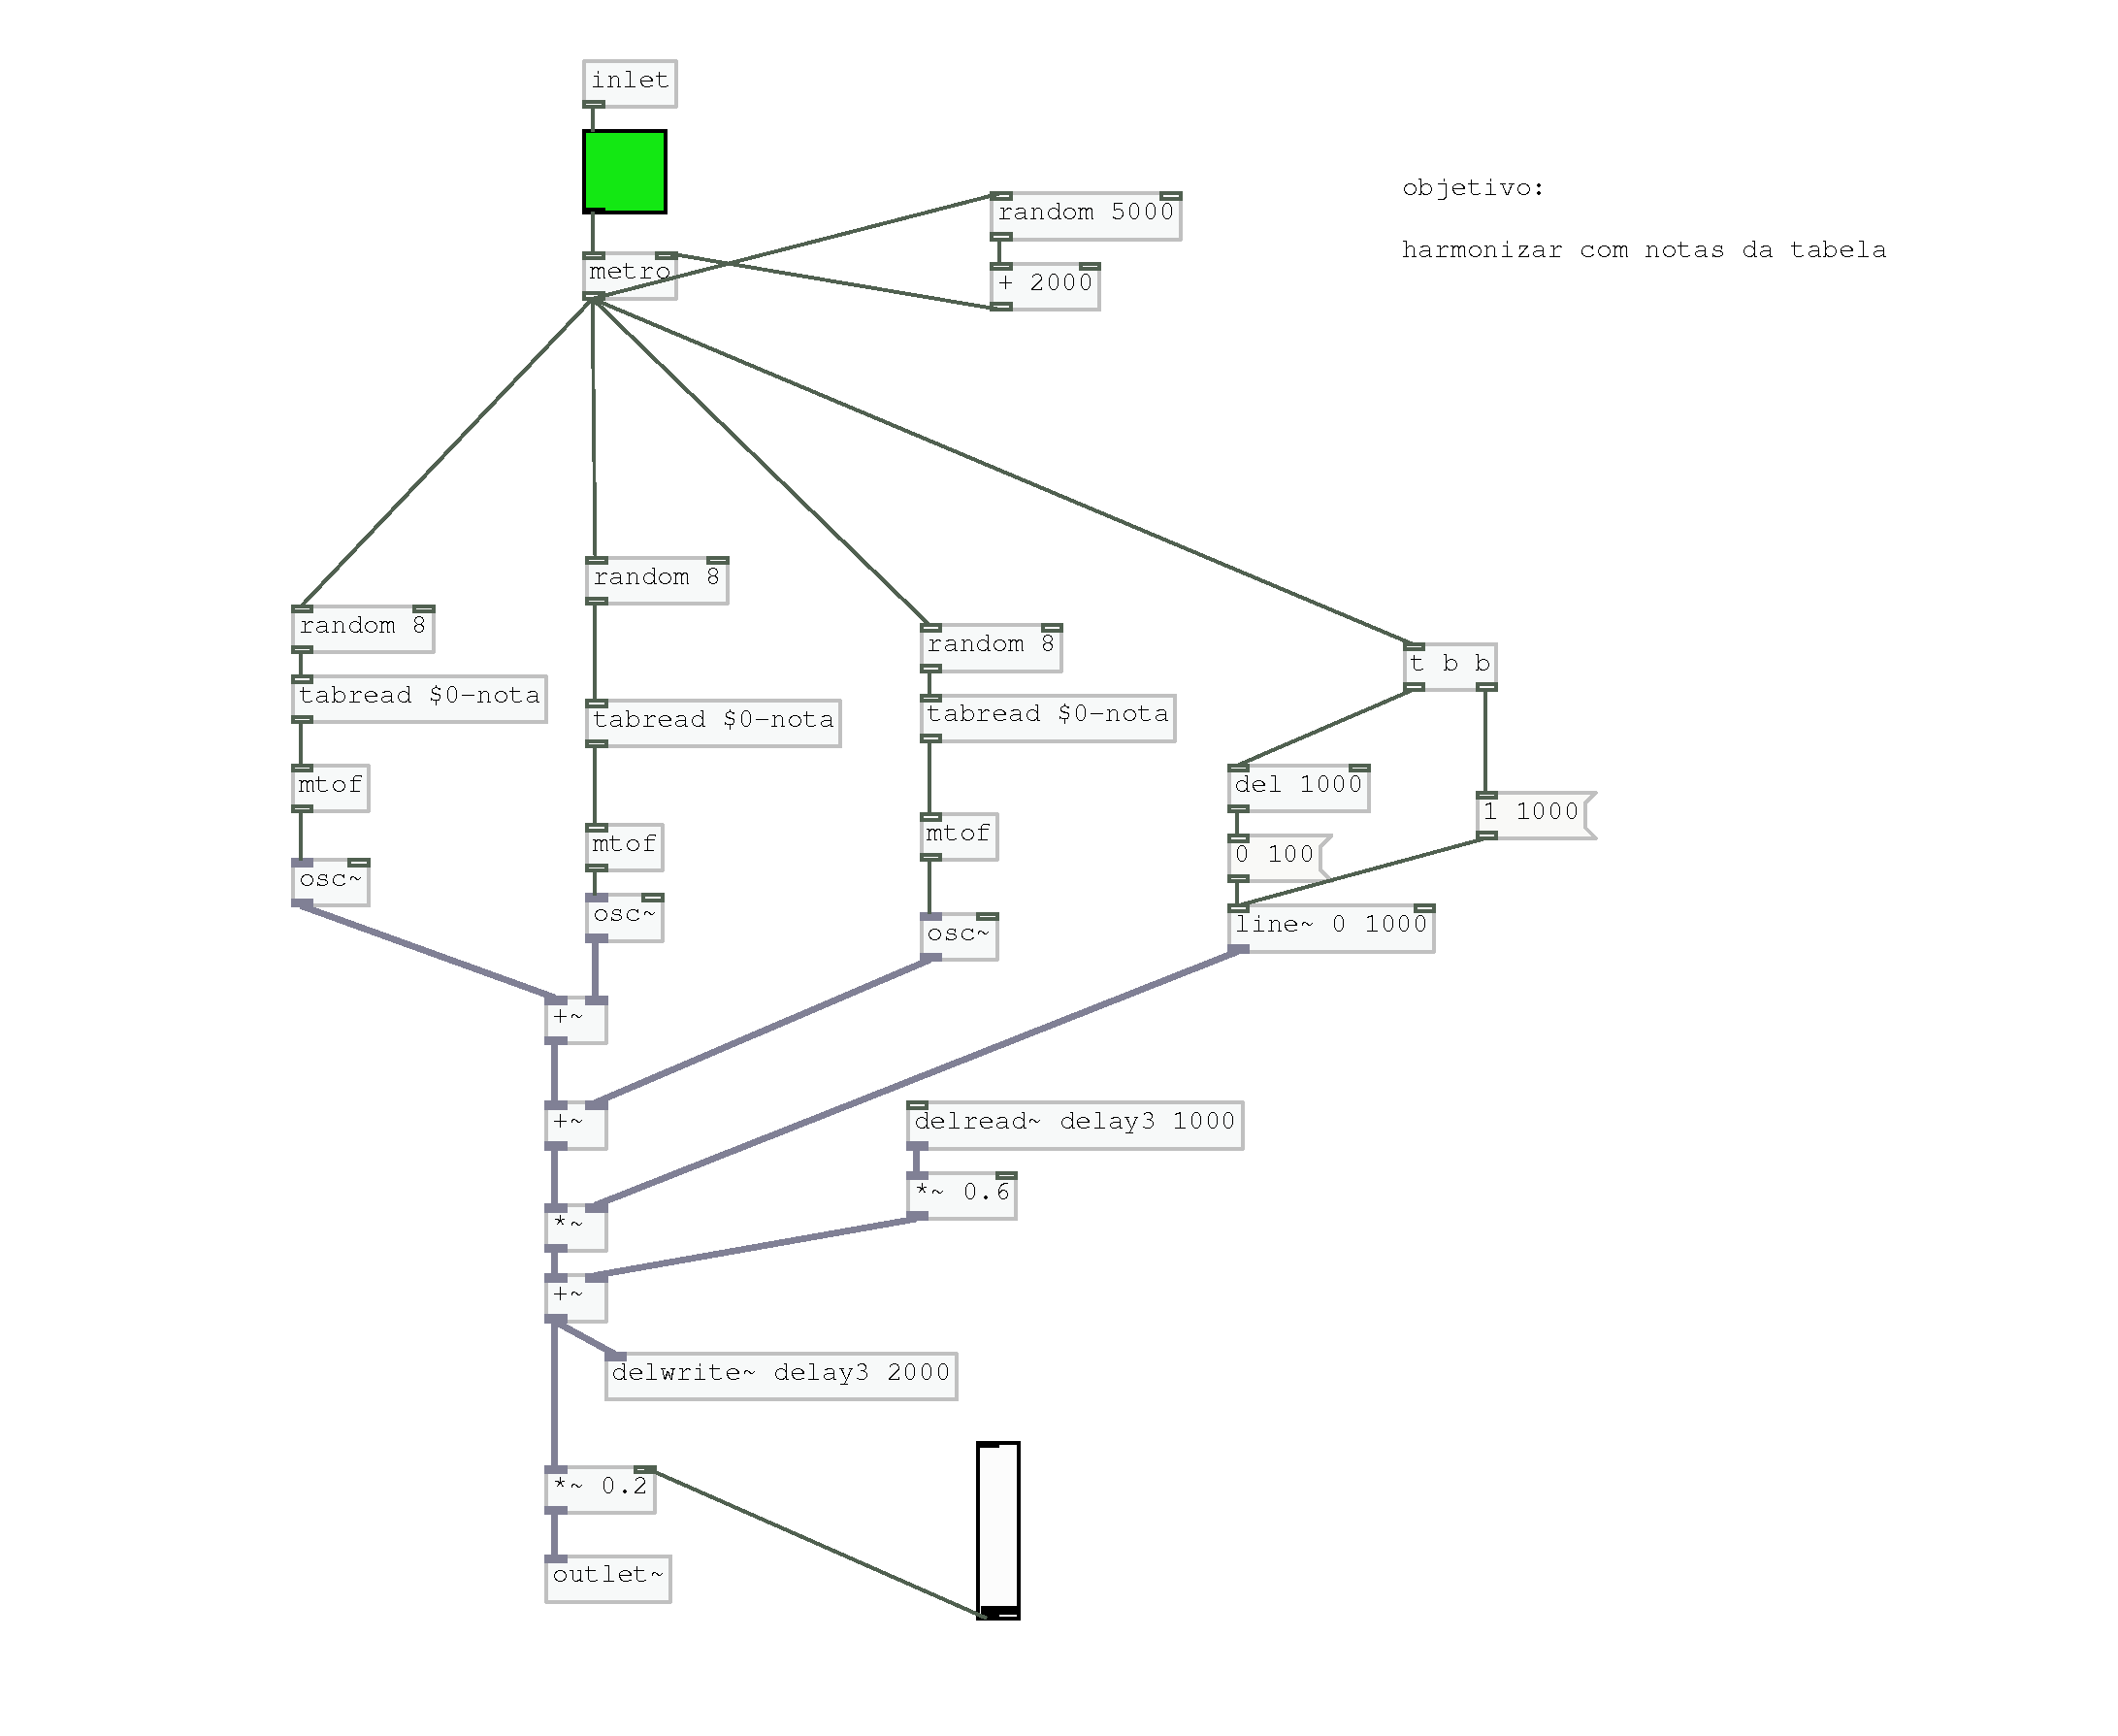 inlet
objetivo:
random 5000
harmonizar com notas da tabela
metro
+ 2000
random 8
random 8
random 8
t b b
tabread $0-nota
tabread $0-nota
tabread $0-nota
mtof
del 1000
1 1000
mtof
mtof
0 100
osc~
osc~
osc~
line~ 0 1000
+~
+~
delread~ delay3 1000
*~ 0.6
*~
+~
delwrite~ delay3 2000
*~ 0.2
outlet~